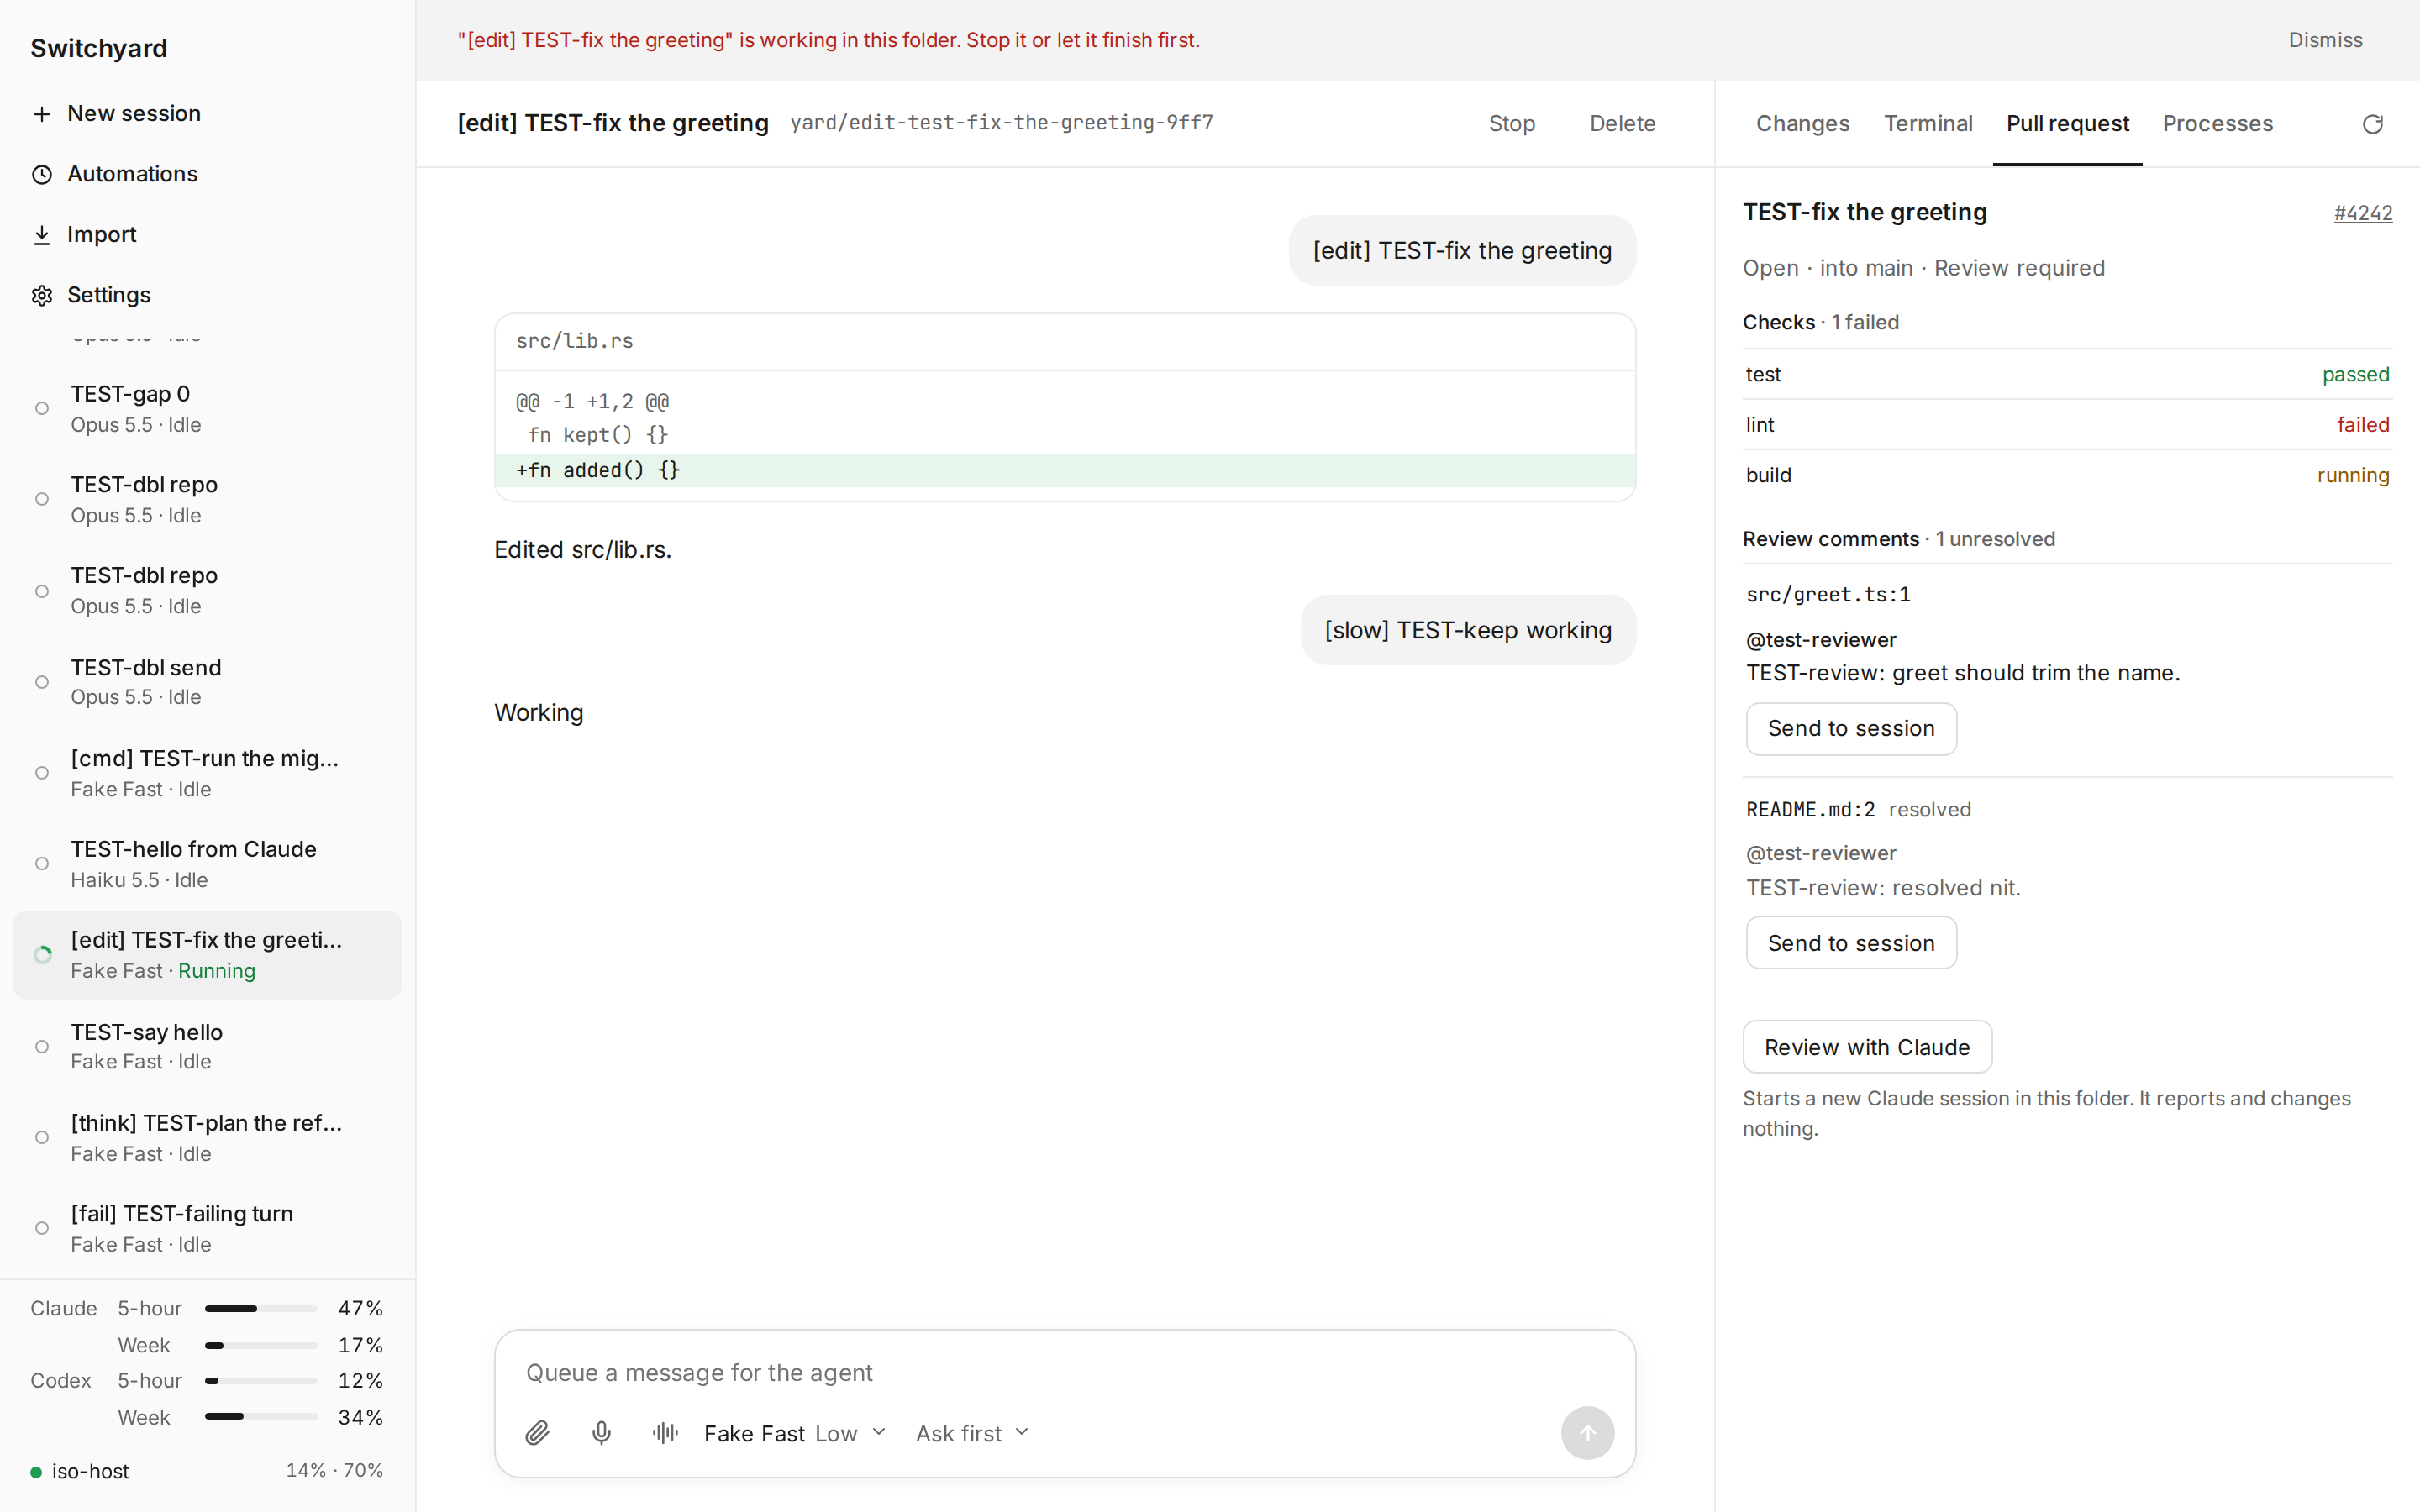 Switchyard
New session
Automations
Import
Settings
TEST-gap 0
Opus 5.5 · Idle
TEST-dbl repo
Opus 5.5 · Idle
TEST-dbl repo
Opus 5.5 · Idle
TEST-dbl send
Opus 5.5 · Idle
[cmd] TEST-run the mig...
Fake Fast · Idle
TEST-hello from Claude
Haiku 5.5 · Idle
[edit] TEST-fix the greeti...
Fake Fast · Running
TEST-say hello
Fake Fast · Idle
[think] TEST-plan the ref...
Fake Fast · Idle
[fail] TEST-failing turn
Fake Fast · Idle
Claude 5-hour 47%
Week 17%
Codex 5-hour 12%
Week 34%
iso-host 14% · 70%
"[edit] TEST-fix the greeting" is working in this folder. Stop it or let it finish first. Dismiss
[edit] TEST-fix the greeting yard/edit-test-fix-the-greeting-9ff7 Stop Delete
[edit] TEST-fix the greeting
src/lib.rs
@@ -1 +1,2 @@
fn kept() {}
+fn added() {}
Edited src/lib.rs.
[slow] TEST-keep working
Working
Queue a message for the agent
Fake Fast Low Ask first
Changes Terminal Pull request Processes
TEST-fix the greeting #4242
Open · into main · Review required
Checks · 1 failed
test passed
lint failed
build running
Review comments · 1 unresolved
src/greet.ts:1
@test-reviewer
TEST-review: greet should trim the name.
Send to session
README.md:2 resolved
@test-reviewer
TEST-review: resolved nit.
Send to session
Review with Claude
Starts a new Claude session in this folder. It reports and changes
nothing.